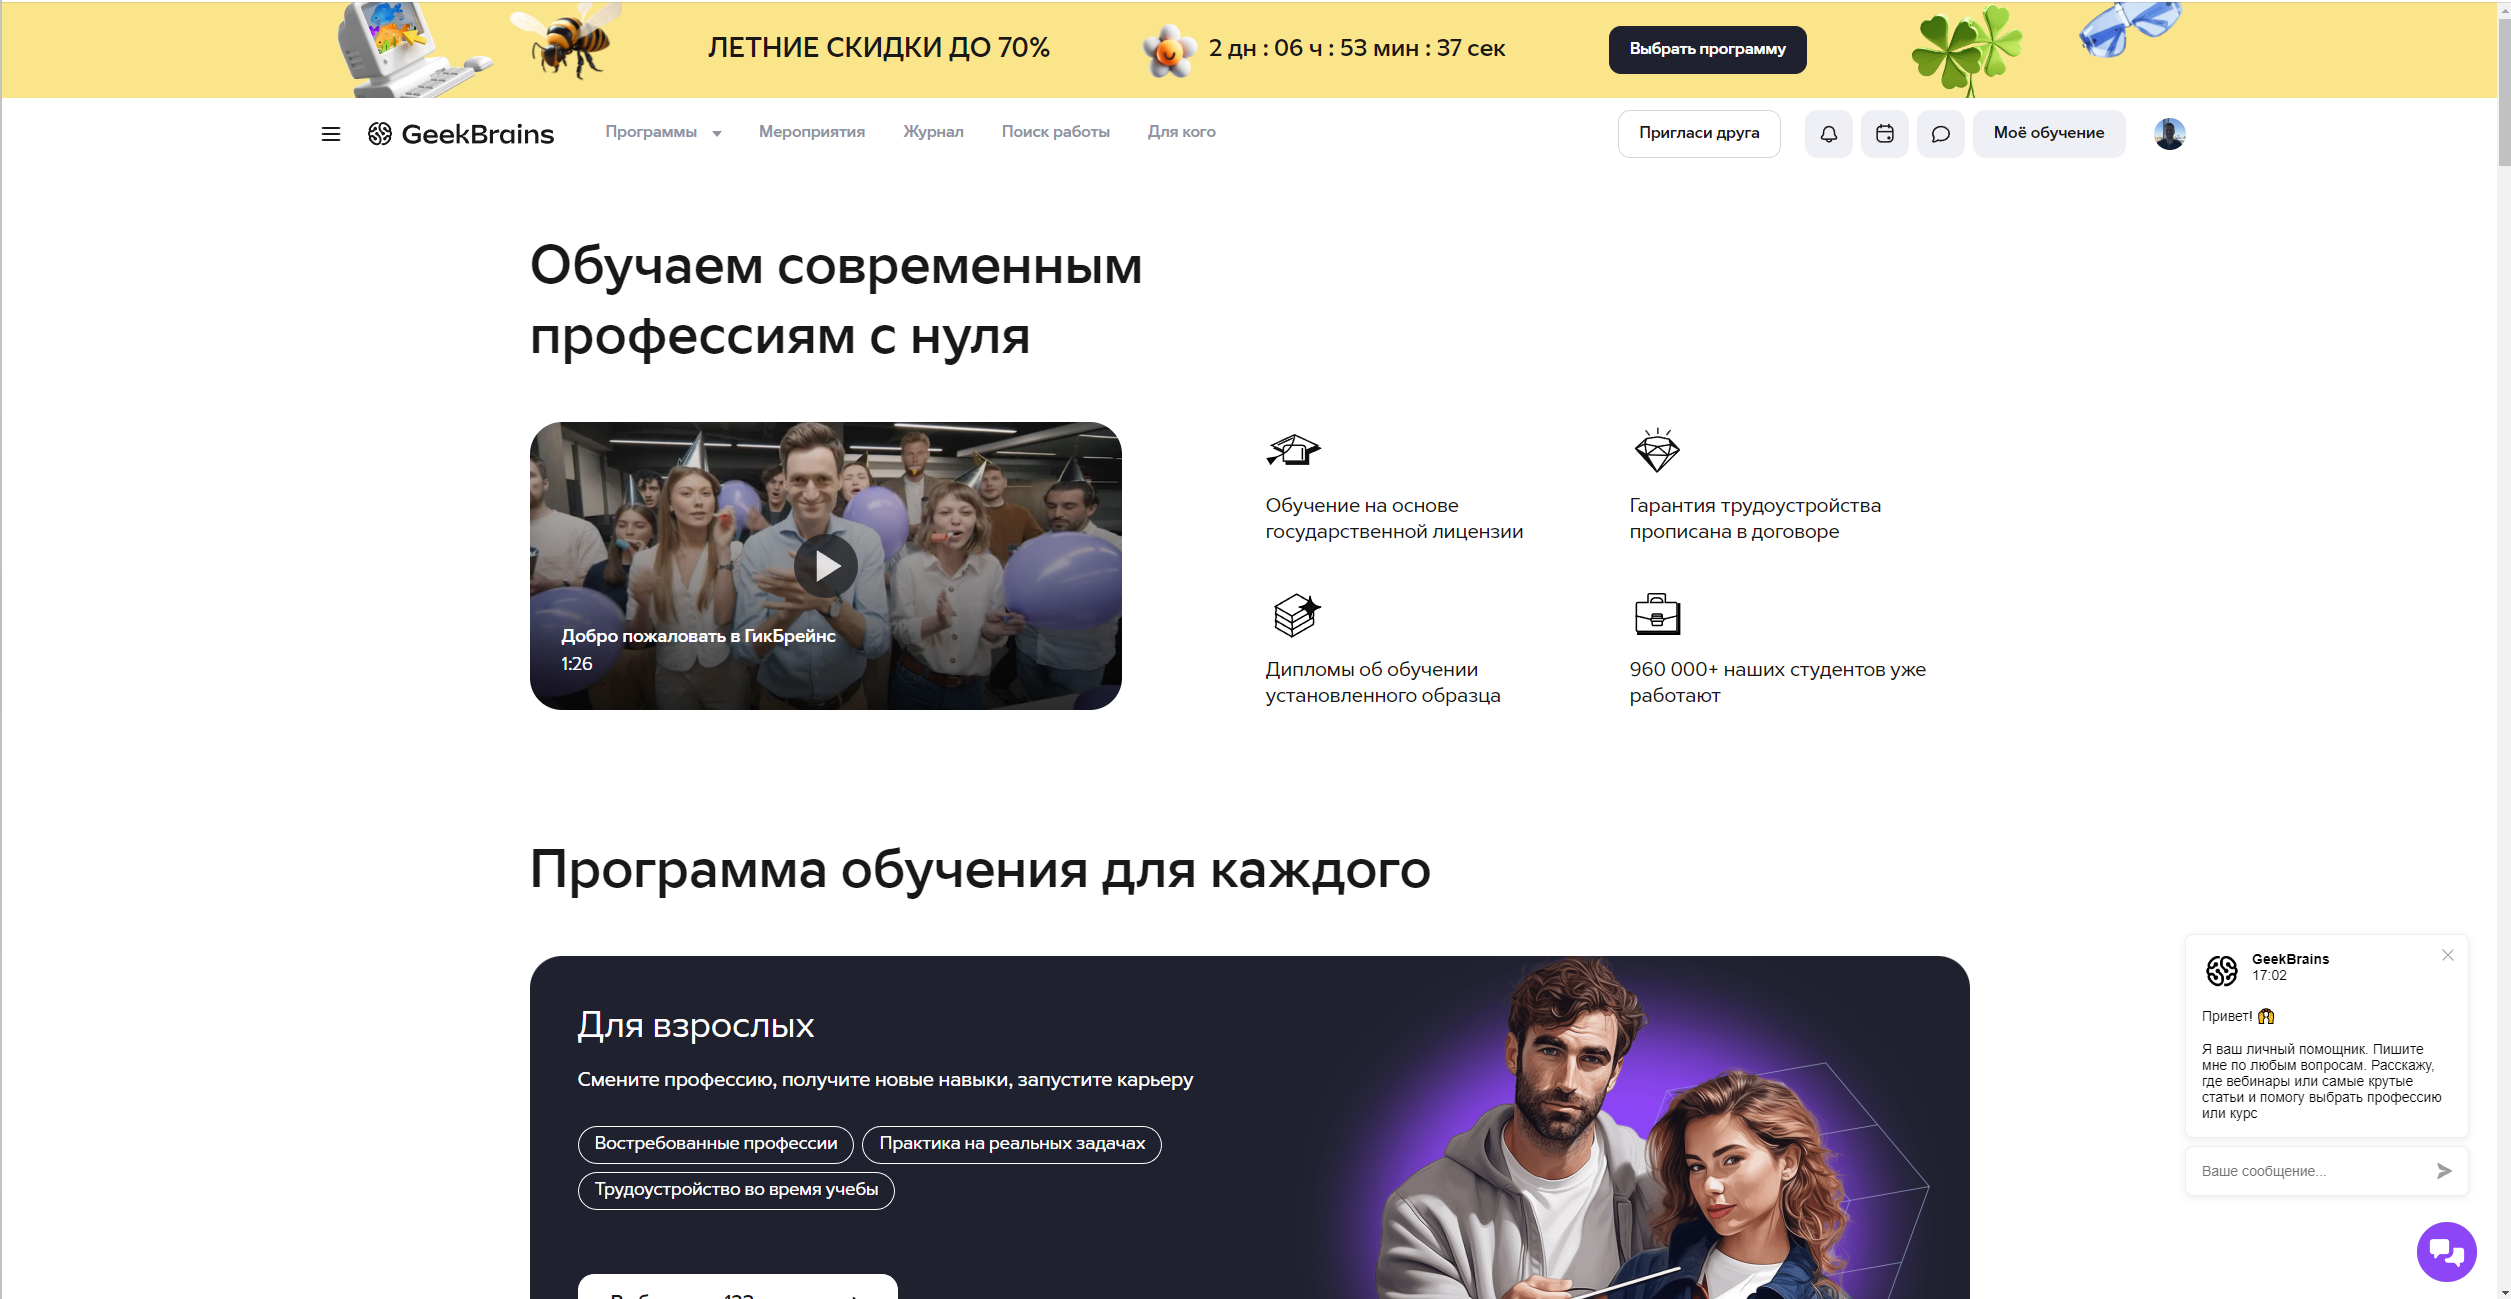 ЛЕТНИЕ СКИДКИ ДО 70%
2 дн : 06 ч : 53 мин : 37 сек
Выбрать программу
GeekBrains
Программы
Мероприятия
Журнал
Поиск работы
Для кого
Пригласи друга
Моё обучение
Обучаем современным
профессиям с нуля
Добро пожаловать в ГикБрейнс
1:26
Обучение на основе
государственной лицензии
Гарантия трудоустройства
прописана в договоре
Дипломы об обучении
установленного образца
960 000+ наших студентов уже
работают
Программа обучения для каждого
Для взрослых
Смените профессию, получите новые навыки, запустите карьеру
Востребованные профессии
Практика на реальных задачах
Трудоустройство во время учебы
GeekBrains
17:02
Привет!
Я ваш личный помощник. Пишите
мне по любым вопросам. Расскажу,
где вебинары или самые крутые
статьи и помогу выбрать профессию
или курс
Ваше сообщение...